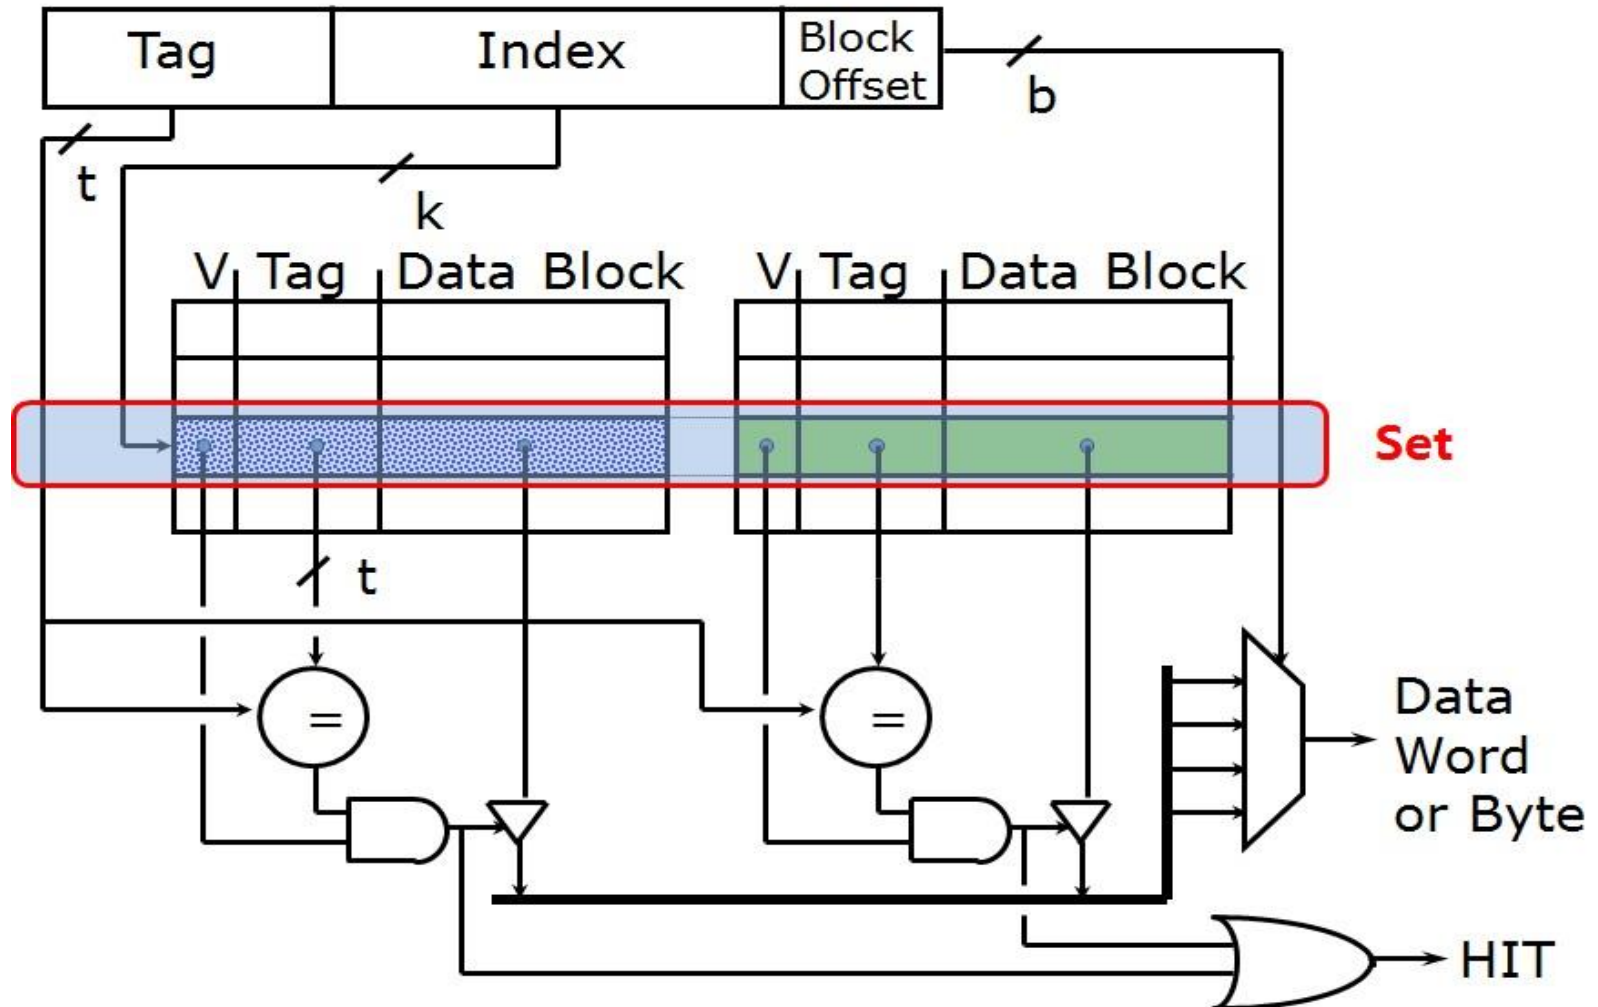 Tag
Index
Block
Offset
b
t
k
V Tag Data Block
V Tag Data Block
Set
t
=
=
Data
Word
or Byte
HIT